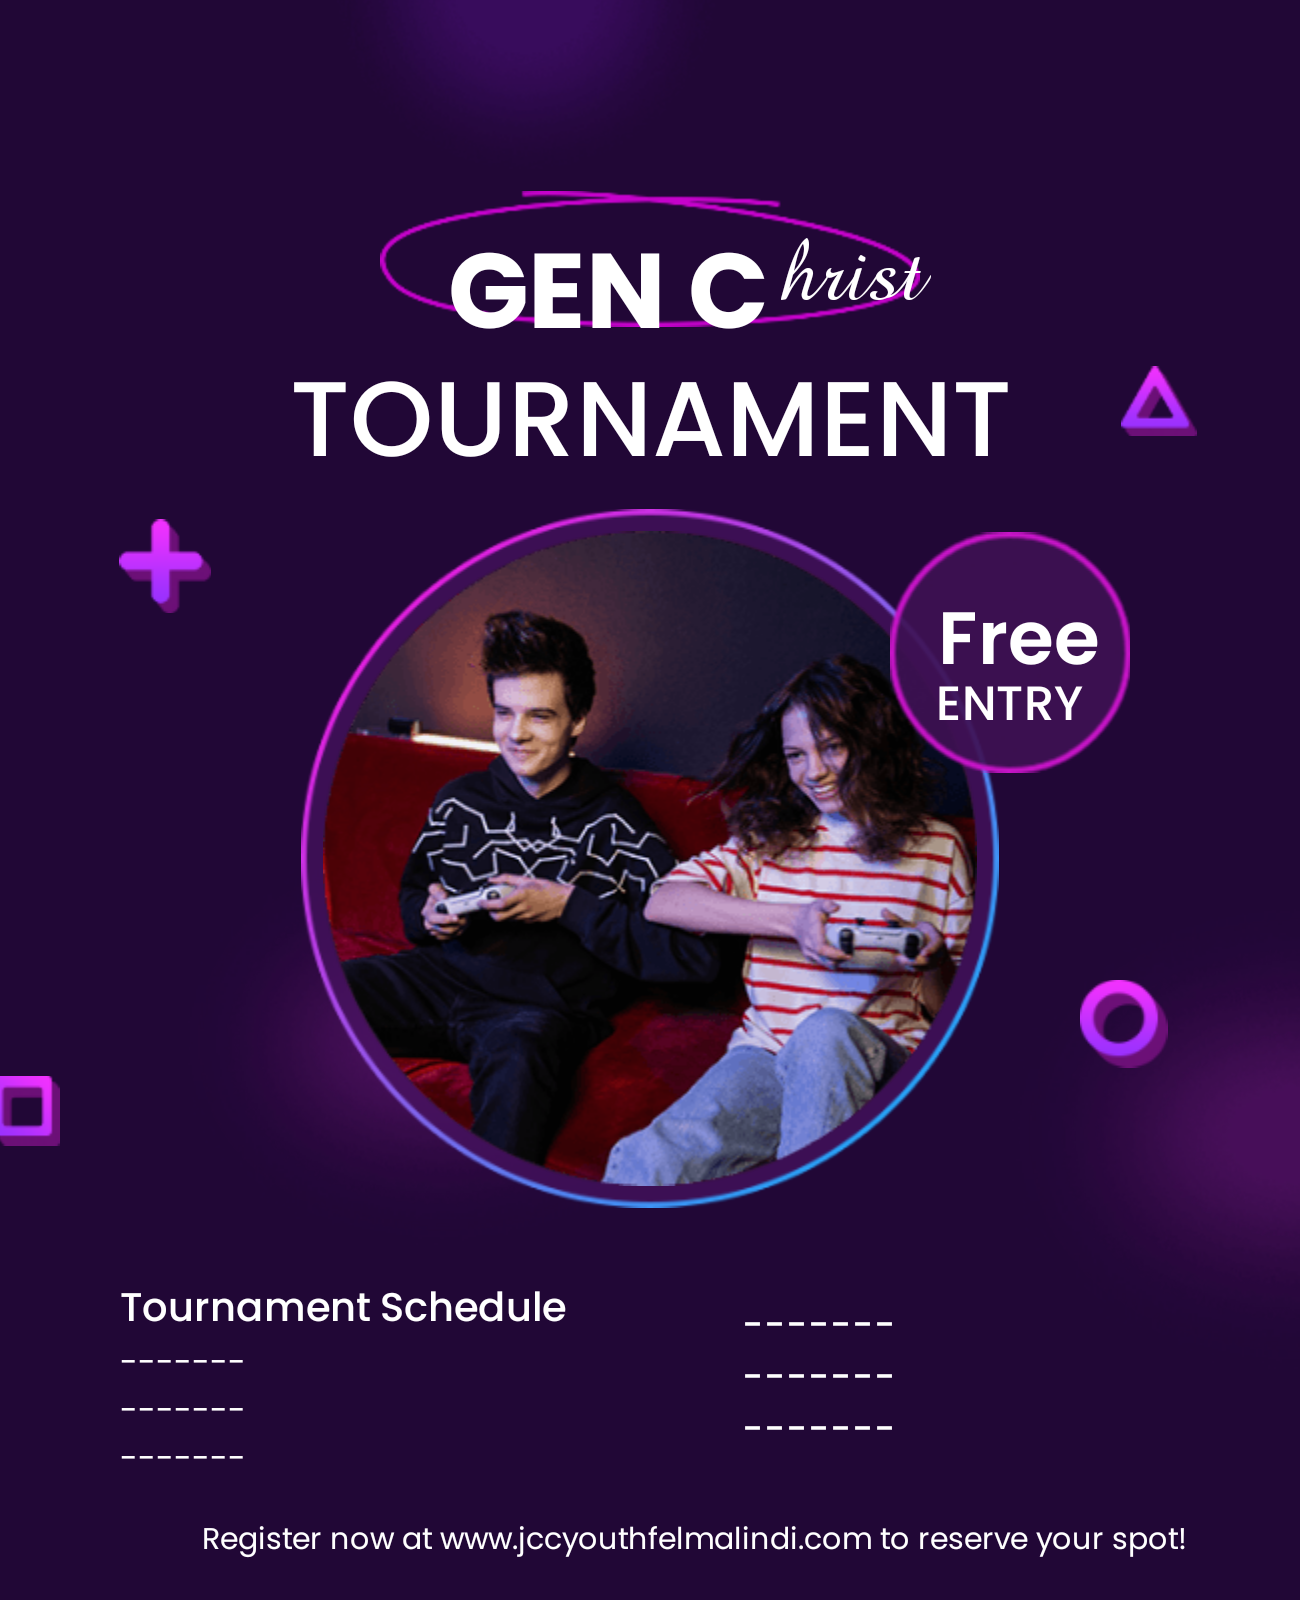 GEN Christ
TOURNAMENT
Free
ENTRY
Tournament Schedule
-------
-------
-------
-------
-------
-------
Register now at www.jccyouthfelmalindi.com to reserve your spot!